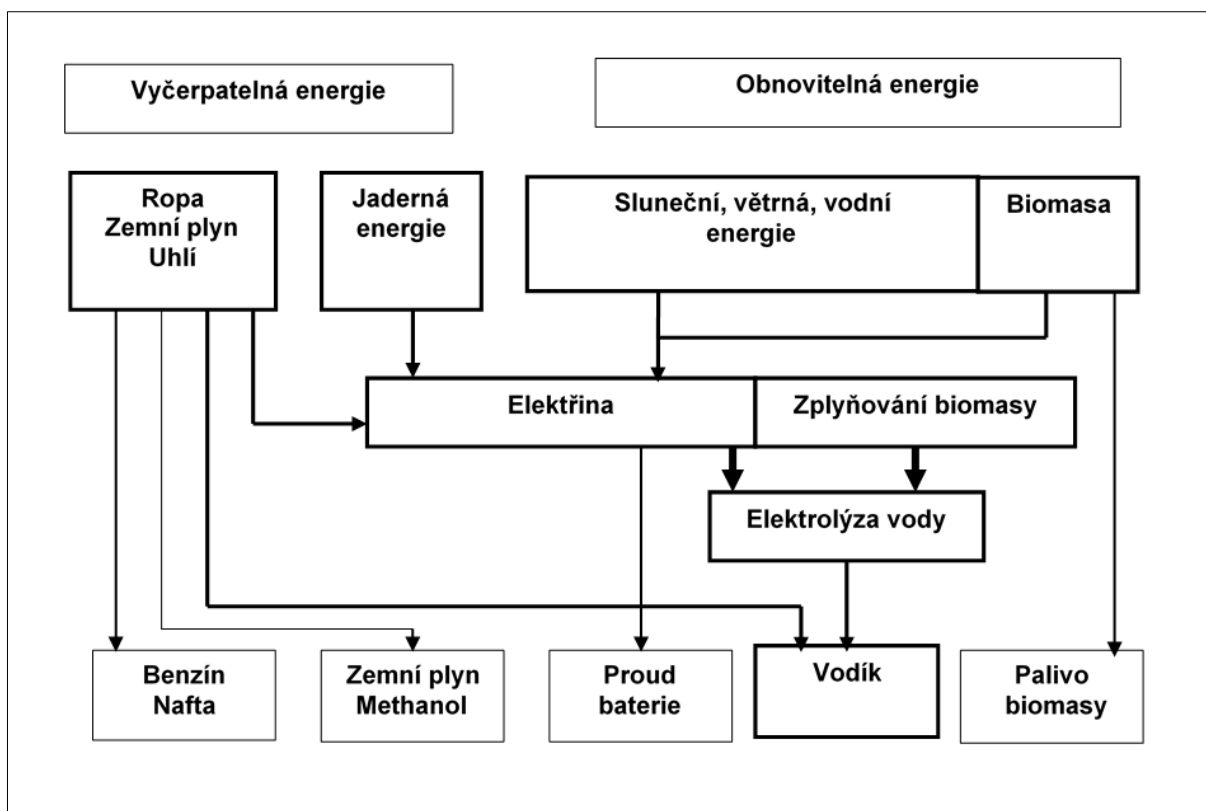 Vyčerpatelná energie
Obnovitelná energie
Ropa
Zemní plyn
Uhlí
Jaderná
energie
Sluneční, větrná, vodní
energie
Biomasa
Elektřina
Zplyňování biomasy
Elektrolýza vody
Benzín
Nafta
Zemní plyn
Methanol
Proud
baterie
Vodík
Palivo
biomasy